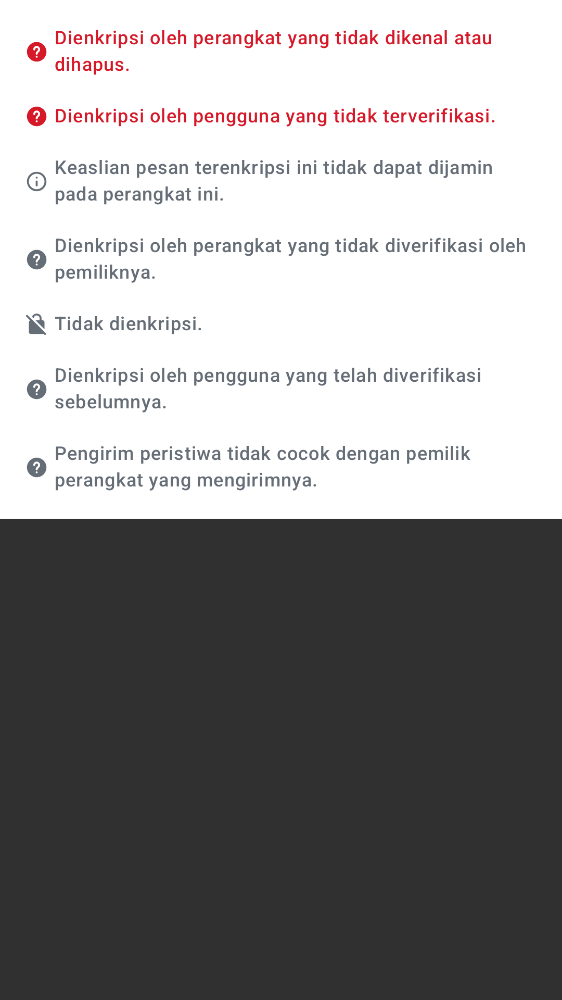 Dienkripsi oleh perangkat yang tidak dikenal atau
dihapus.
Dienkripsi oleh pengguna yang tidak terverifikasi.
Keaslian pesan terenkripsi ini tidak dapat dijamin
pada perangkat ini.
Dienkripsi oleh perangkat yang tidak diverifikasi oleh
pemiliknya.
Tidak dienkripsi.
Dienkripsi oleh pengguna yang telah diverifikasi
sebelumnya.
Pengirim peristiwa tidak cocok dengan pemilik
perangkat yang mengirimnya.